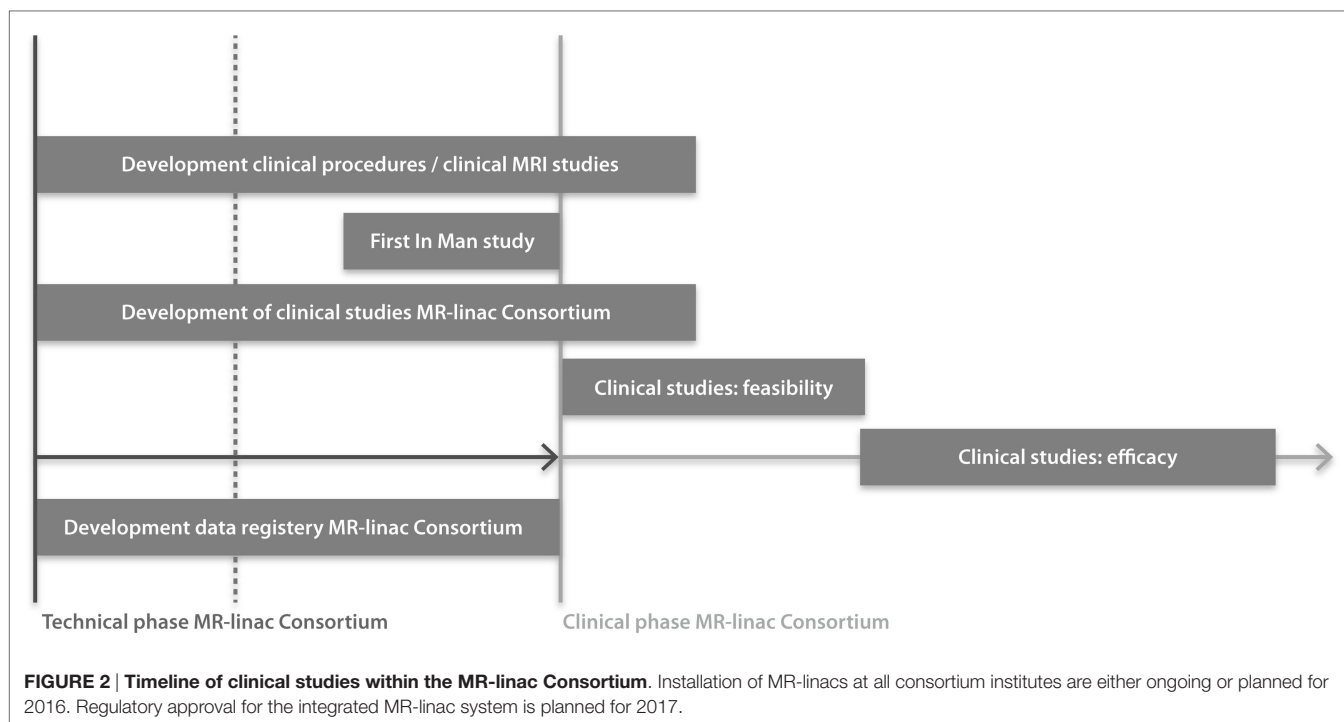 Development clinical procedures / clinical MRI studies
First In Man study
Development of clinical studies MR-linac Consortium
Clinical studies: feasibility
Clinical studies: efficacy
Development data registery MR-linac Consortium
Technical phase MR-linac Consortium
Clinical phase MR-linac Consortium
FIGURE 2 | Timeline of clinical studies within the MR-linac Consortium. Installation of MR-linacs at all consortium institutes are either ongoing or planned for
2016. Regulatory approval for the integrated MR-linac system is planned for 2017.